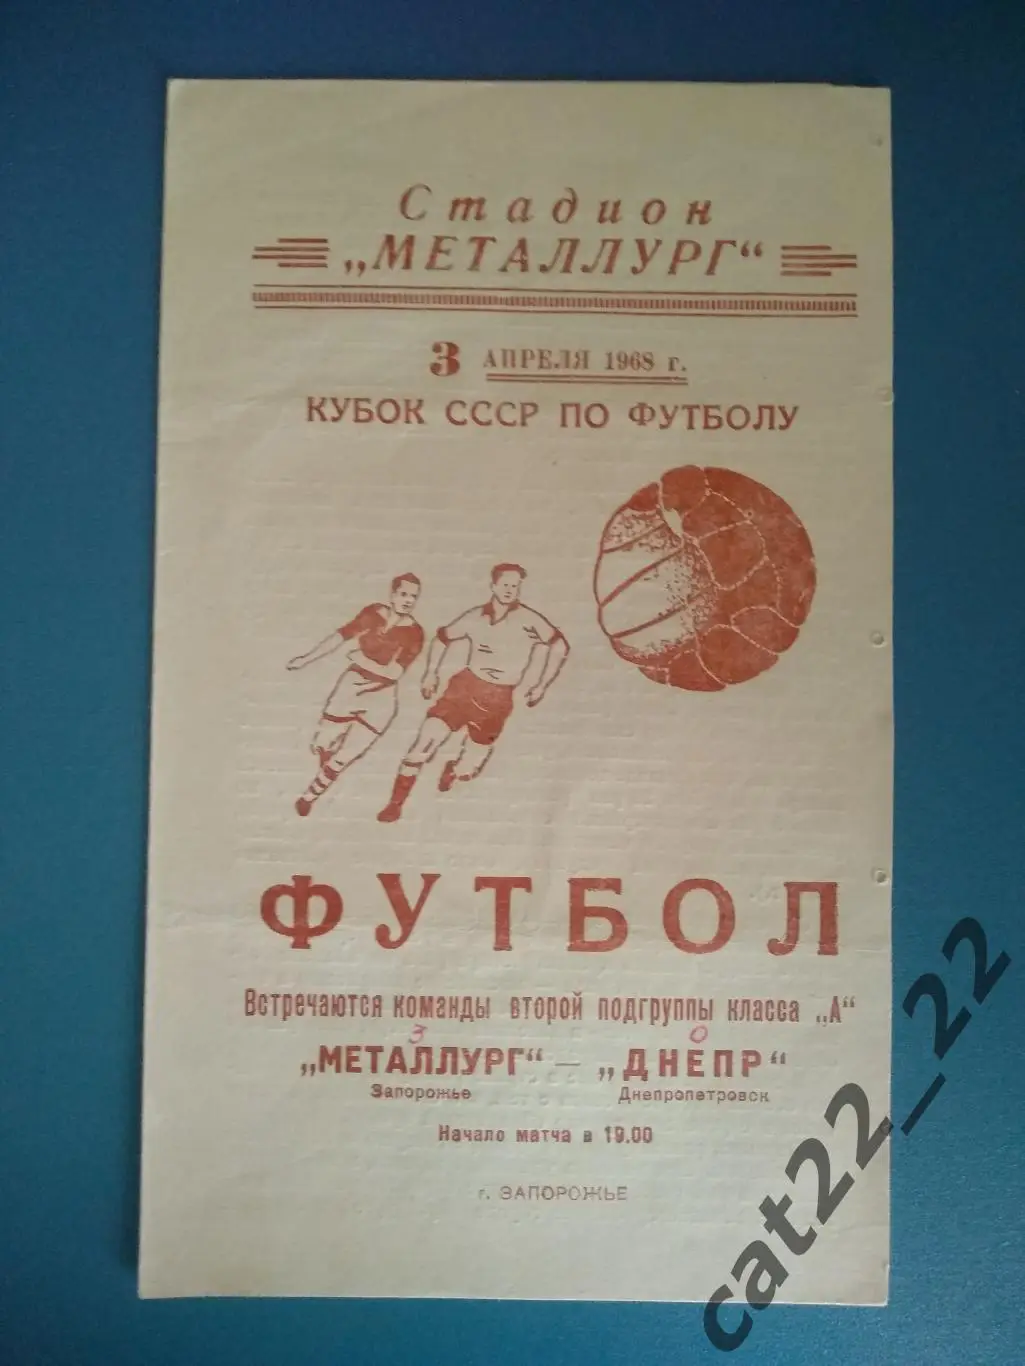 Стадион
„МЕТАЛЛУРГ“
3 АПРЕЛЯ 1968 г.
КУБОК СССР ПО ФУТБОЛУ
ФУТБОЛ
Встречаются команды второй подгруппы класса „А“
3 0
„МЕТАЛЛУРГ“ — „ДНЕПР“
Запорожье Днепропетровск
Начало матча в 19.00
г. ЗАПОРОЖЬЕ
cat22_22